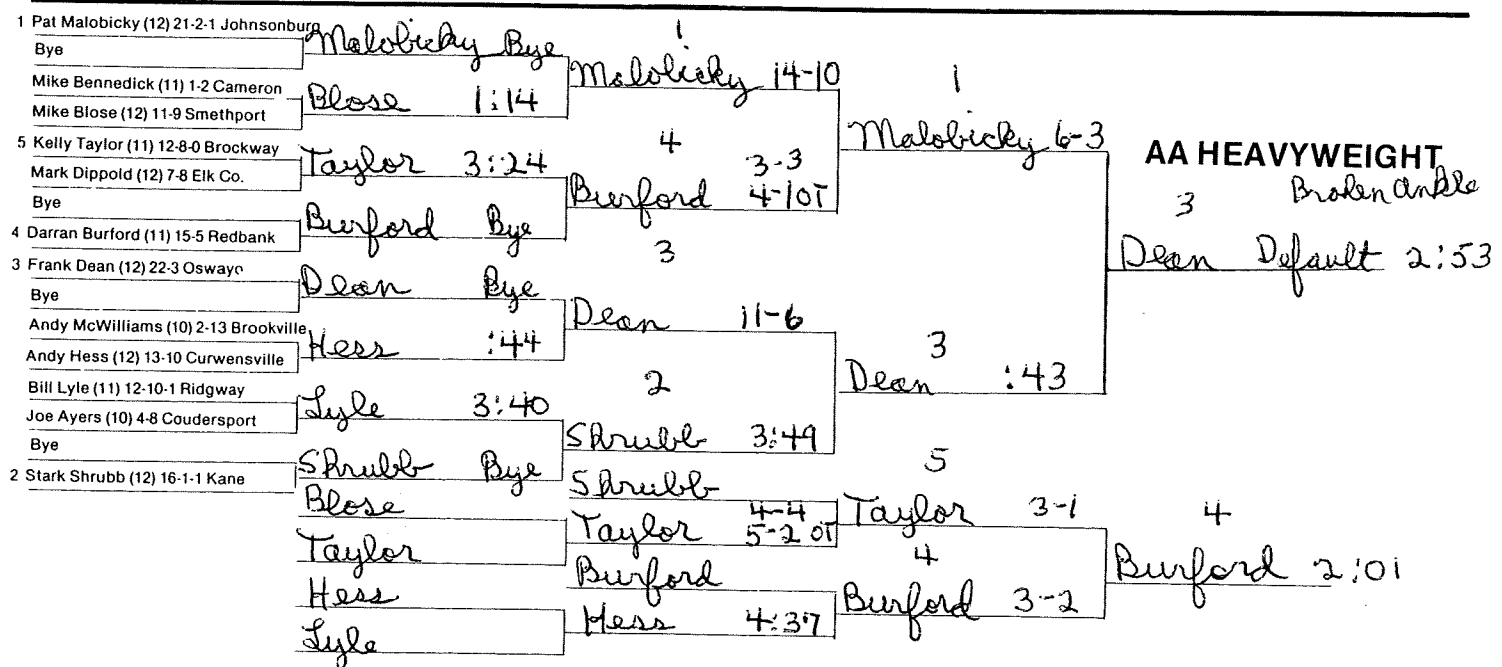 1 Pat Malobicky (12) 21-2-1 Johnsonburg
Bye
Mike Bennedick (11) 1-2 Cameron
Mike Blose (12) 11-9 Smethport
5 Kelly Taylor (11) 12-8-0 Brockway
Mark Dippold (12) 7-8 Elk Co.
Bye
4 Darran Burford (11) 15-5 Redbank
3 Frank Dean (12) 22-3 Oswayo
Bye
Andy McWilliams (10) 2-13 Brookville
Andy Hess (12) 13-10 Curwensville
Bill Lyle (11) 12-10-1 Ridgway
Joe Ayers (10) 4-8 Coudersport
Bye
2 Stark Shrubb (12) 16-1-1 Kane
Malobicky Bye
Blose 1:14
Taylor 3:24
Burford Bye
Dean Bye
Hess :44
Lyle 3:40
Shrubb Bye
Blose
Taylor
Hess
Lyle
1
Malobicky 14-10
4
3-3
Burford 4-1 OT
3
Dean 11-6
2
Shrubb 3:49
Shrubb
4-4
Taylor 5-2 OT
Burford
Hess 4:37
1
Malobicky 6-3
3
Dean :43
5
Taylor 3-1
4
Burford 3-2
AA HEAVYWEIGHT
Broken Ankle
3
Dean Default 2:53
4
Burford 2:01